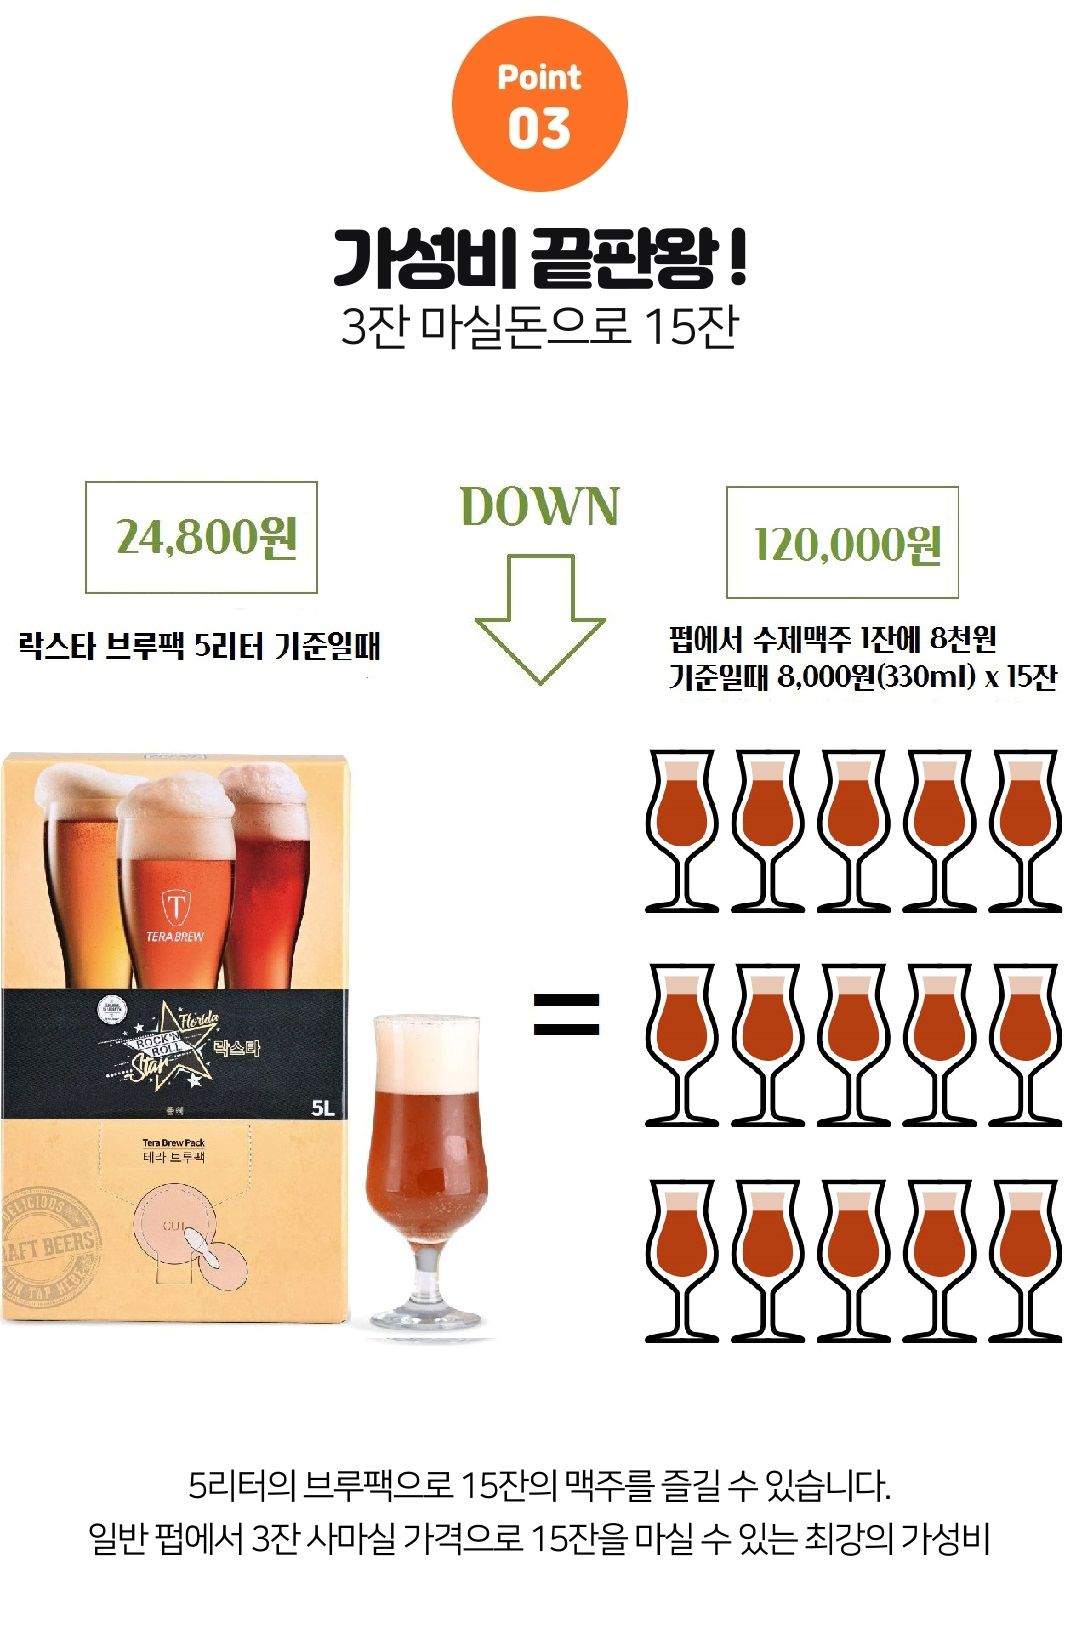 Point
03
가성비 끝판왕 !
3잔 마실돈으로 15잔
24,800원
DOWN
120,000원
락스타 브루팩 5리터 기준일때
펍에서 수제맥주 1잔에 8천원
기준일때 8,000원(330ml) x 15잔
T
TERA BREW
Florida
ROCK'N
ROLL
Star
락스타
5L
Tera Brew Pack
테라 브루팩
CUT
DELICIOUS
RAFT BEERS
ON TAP HERE
=
5리터의 브루팩으로 15잔의 맥주를 즐길 수 있습니다.
일반 펍에서 3잔 사마실 가격으로 15잔을 마실 수 있는 최강의 가성비